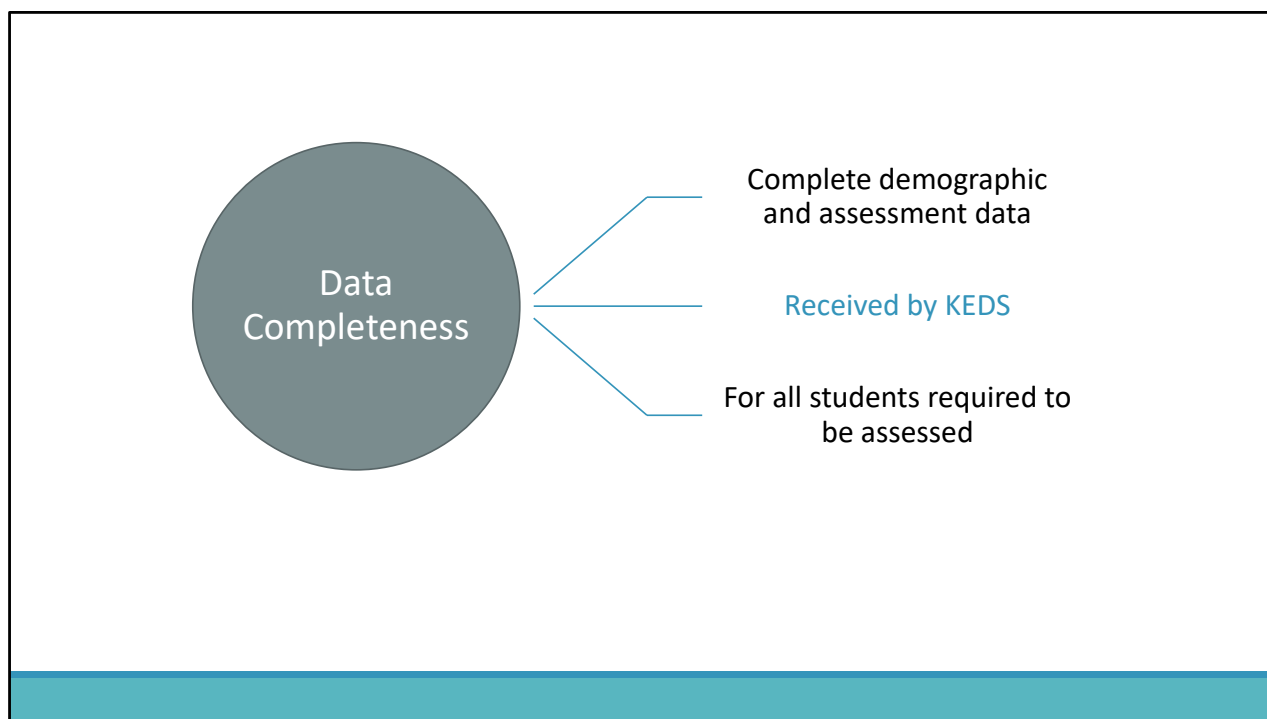 Data
Completeness
Complete demographic
and assessment data
Received by KEDS
For all students required to
be assessed